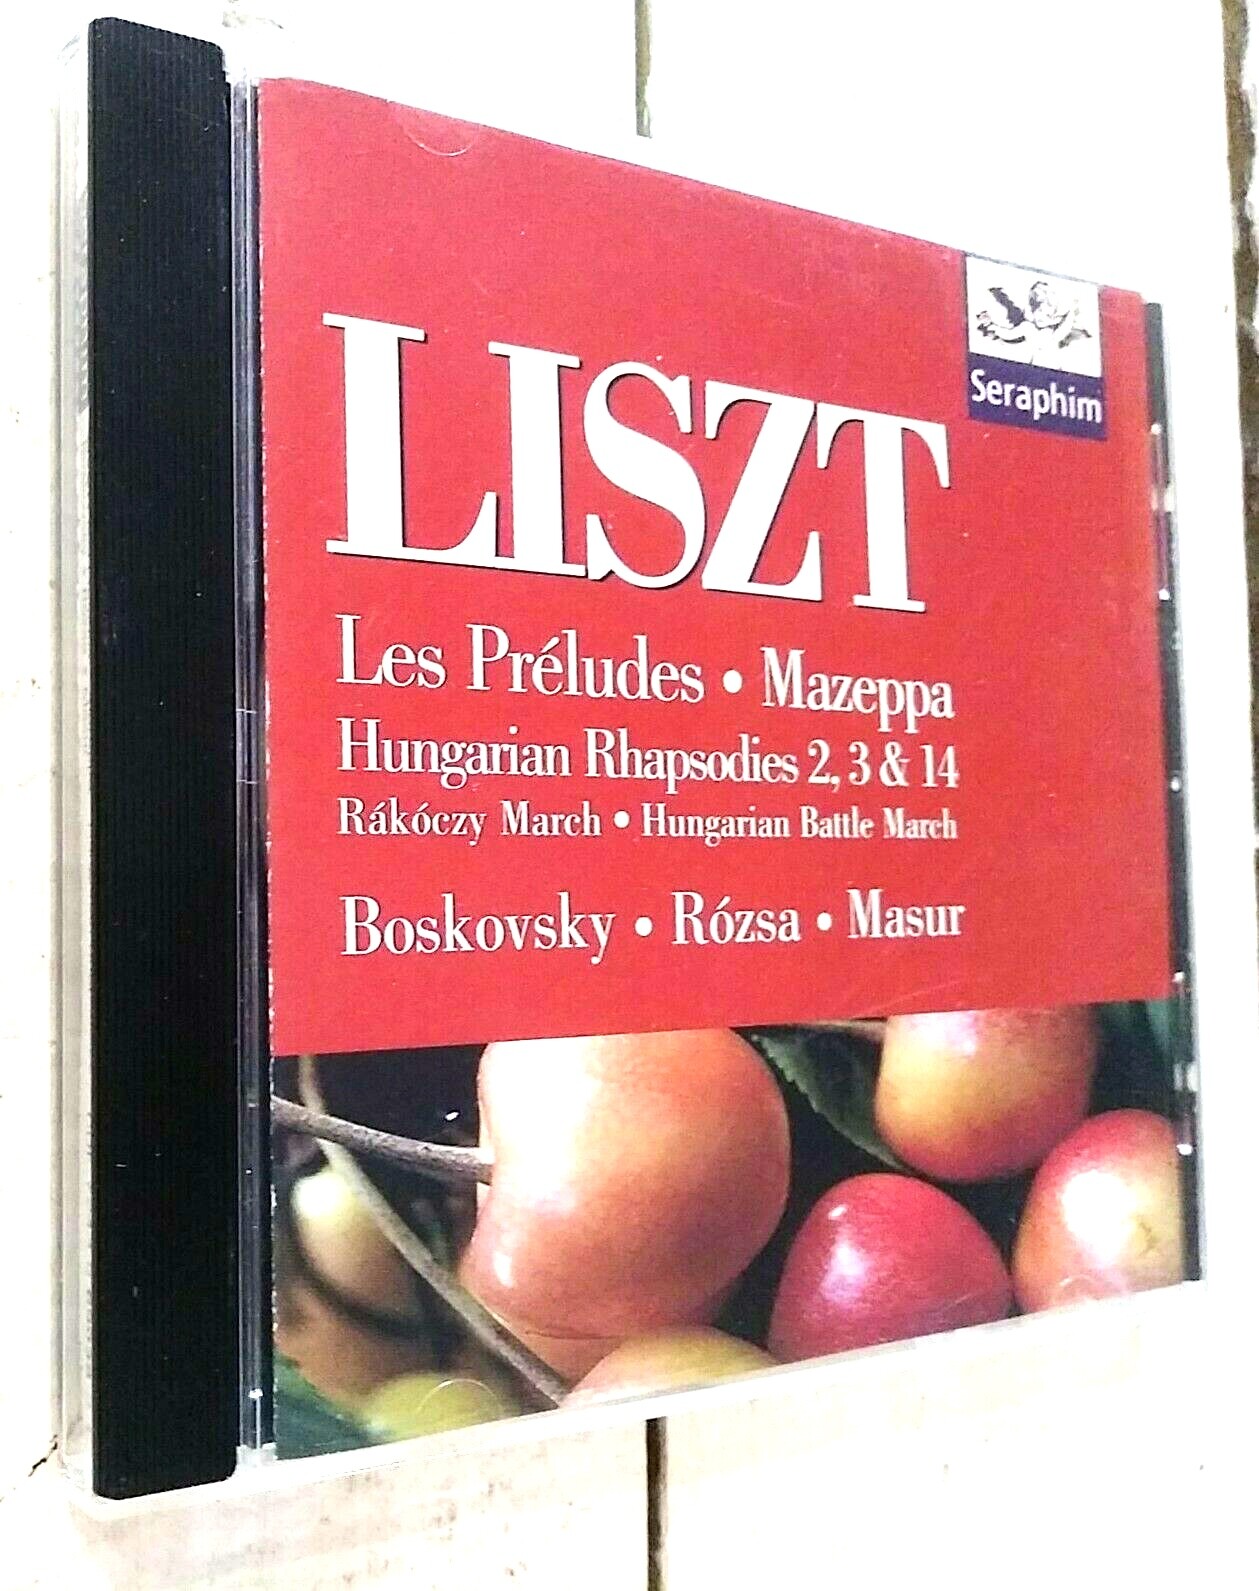 Seraphim
LISZT
Les Préludes • Mazeppa
Hungarian Rhapsodies 2, 3 & 14
Rákóczy March • Hungarian Battle March
Boskovsky • Rózsa • Masur